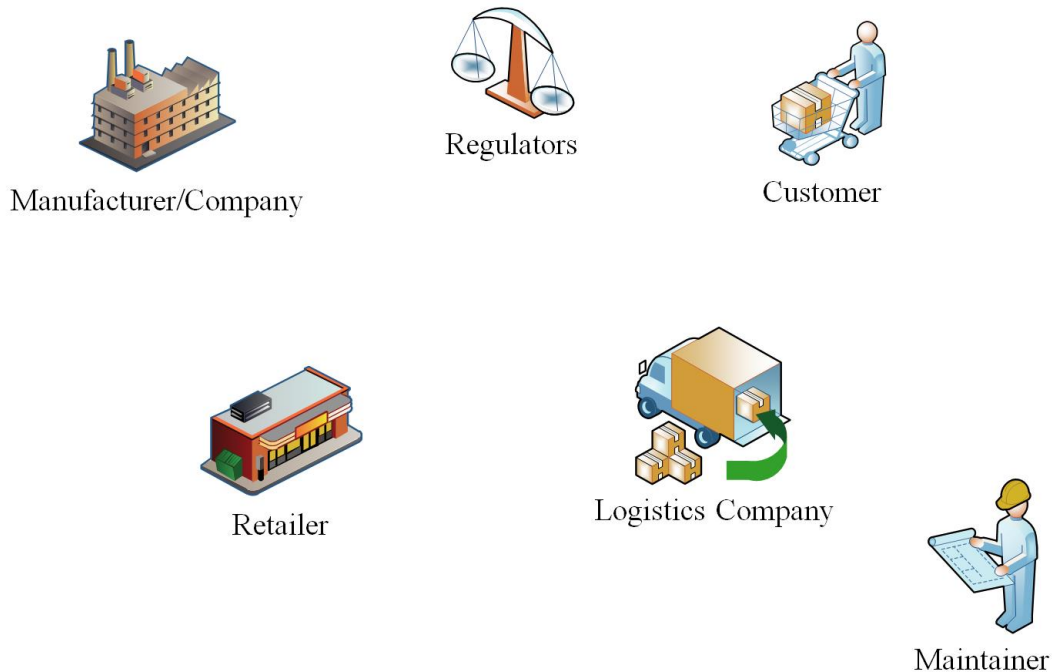 Regulators
Manufacturer/Company
Customer
Retailer
Logistics Company
Maintainer